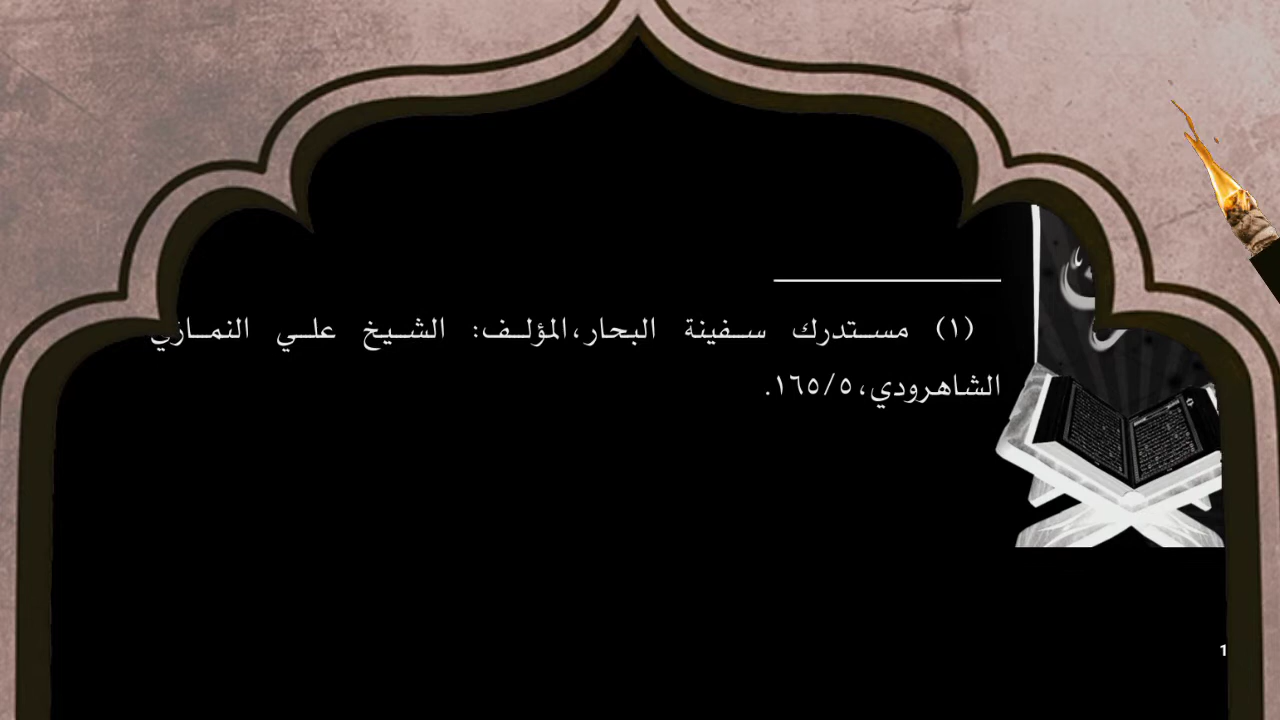 (١) مستدرك سفينة البحار،المؤلف: الشيخ علي النمازي
الشاهرودي،١٦٥/٥.
1